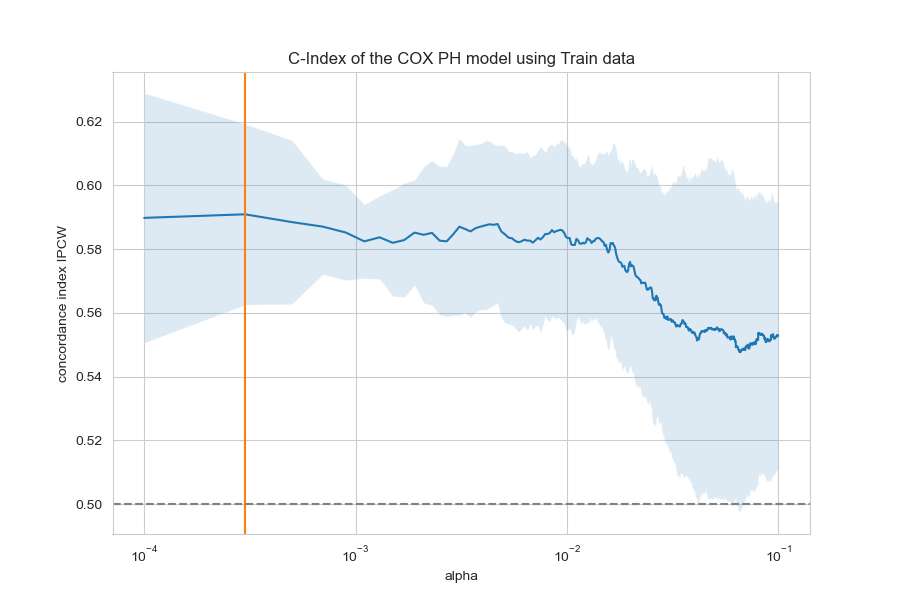 C-Index of the COX PH model using Train data
concordance index IPCW
0.62
0.60
0.58
0.56
0.54
0.52
0.50
10⁻⁴ 10⁻³ 10⁻² 10⁻¹
alpha